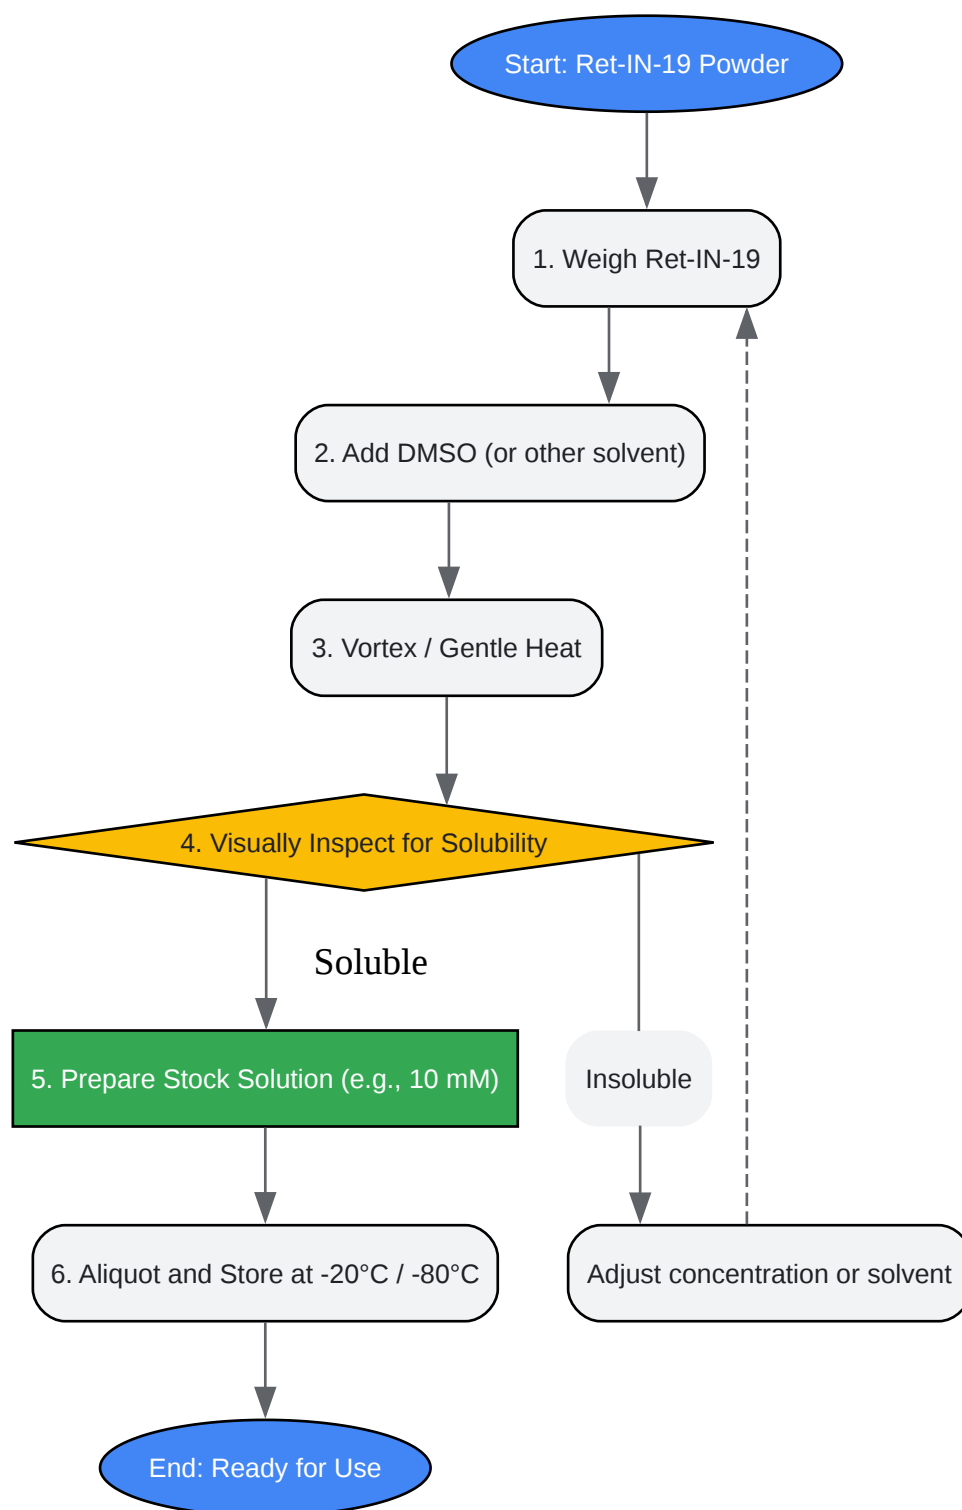 Start: Ret-IN-19 Powder
1. Weigh Ret-IN-19
2. Add DMSO (or other solvent)
3. Vortex / Gentle Heat
4. Visually Inspect for Solubility
Soluble
5. Prepare Stock Solution (e.g., 10 mM)
Insoluble
6. Aliquot and Store at -20°C / -80°C
Adjust concentration or solvent
End: Ready for Use